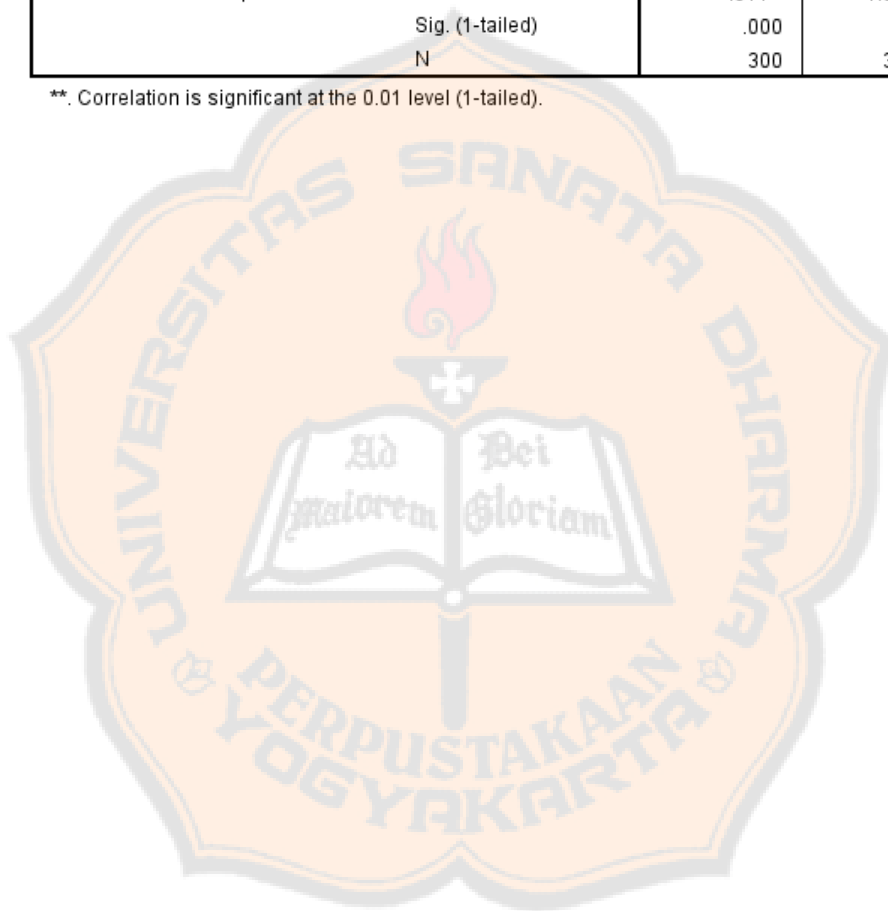 Sig. (1-tailed) .000
N 300
**. Correlation is significant at the 0.01 level (1-tailed).
UNIVERSITAS SANATA DHARMA
Ad Dei
Maiorem Gloriam
PERPUSTAKAAN
YOGYAKARTA